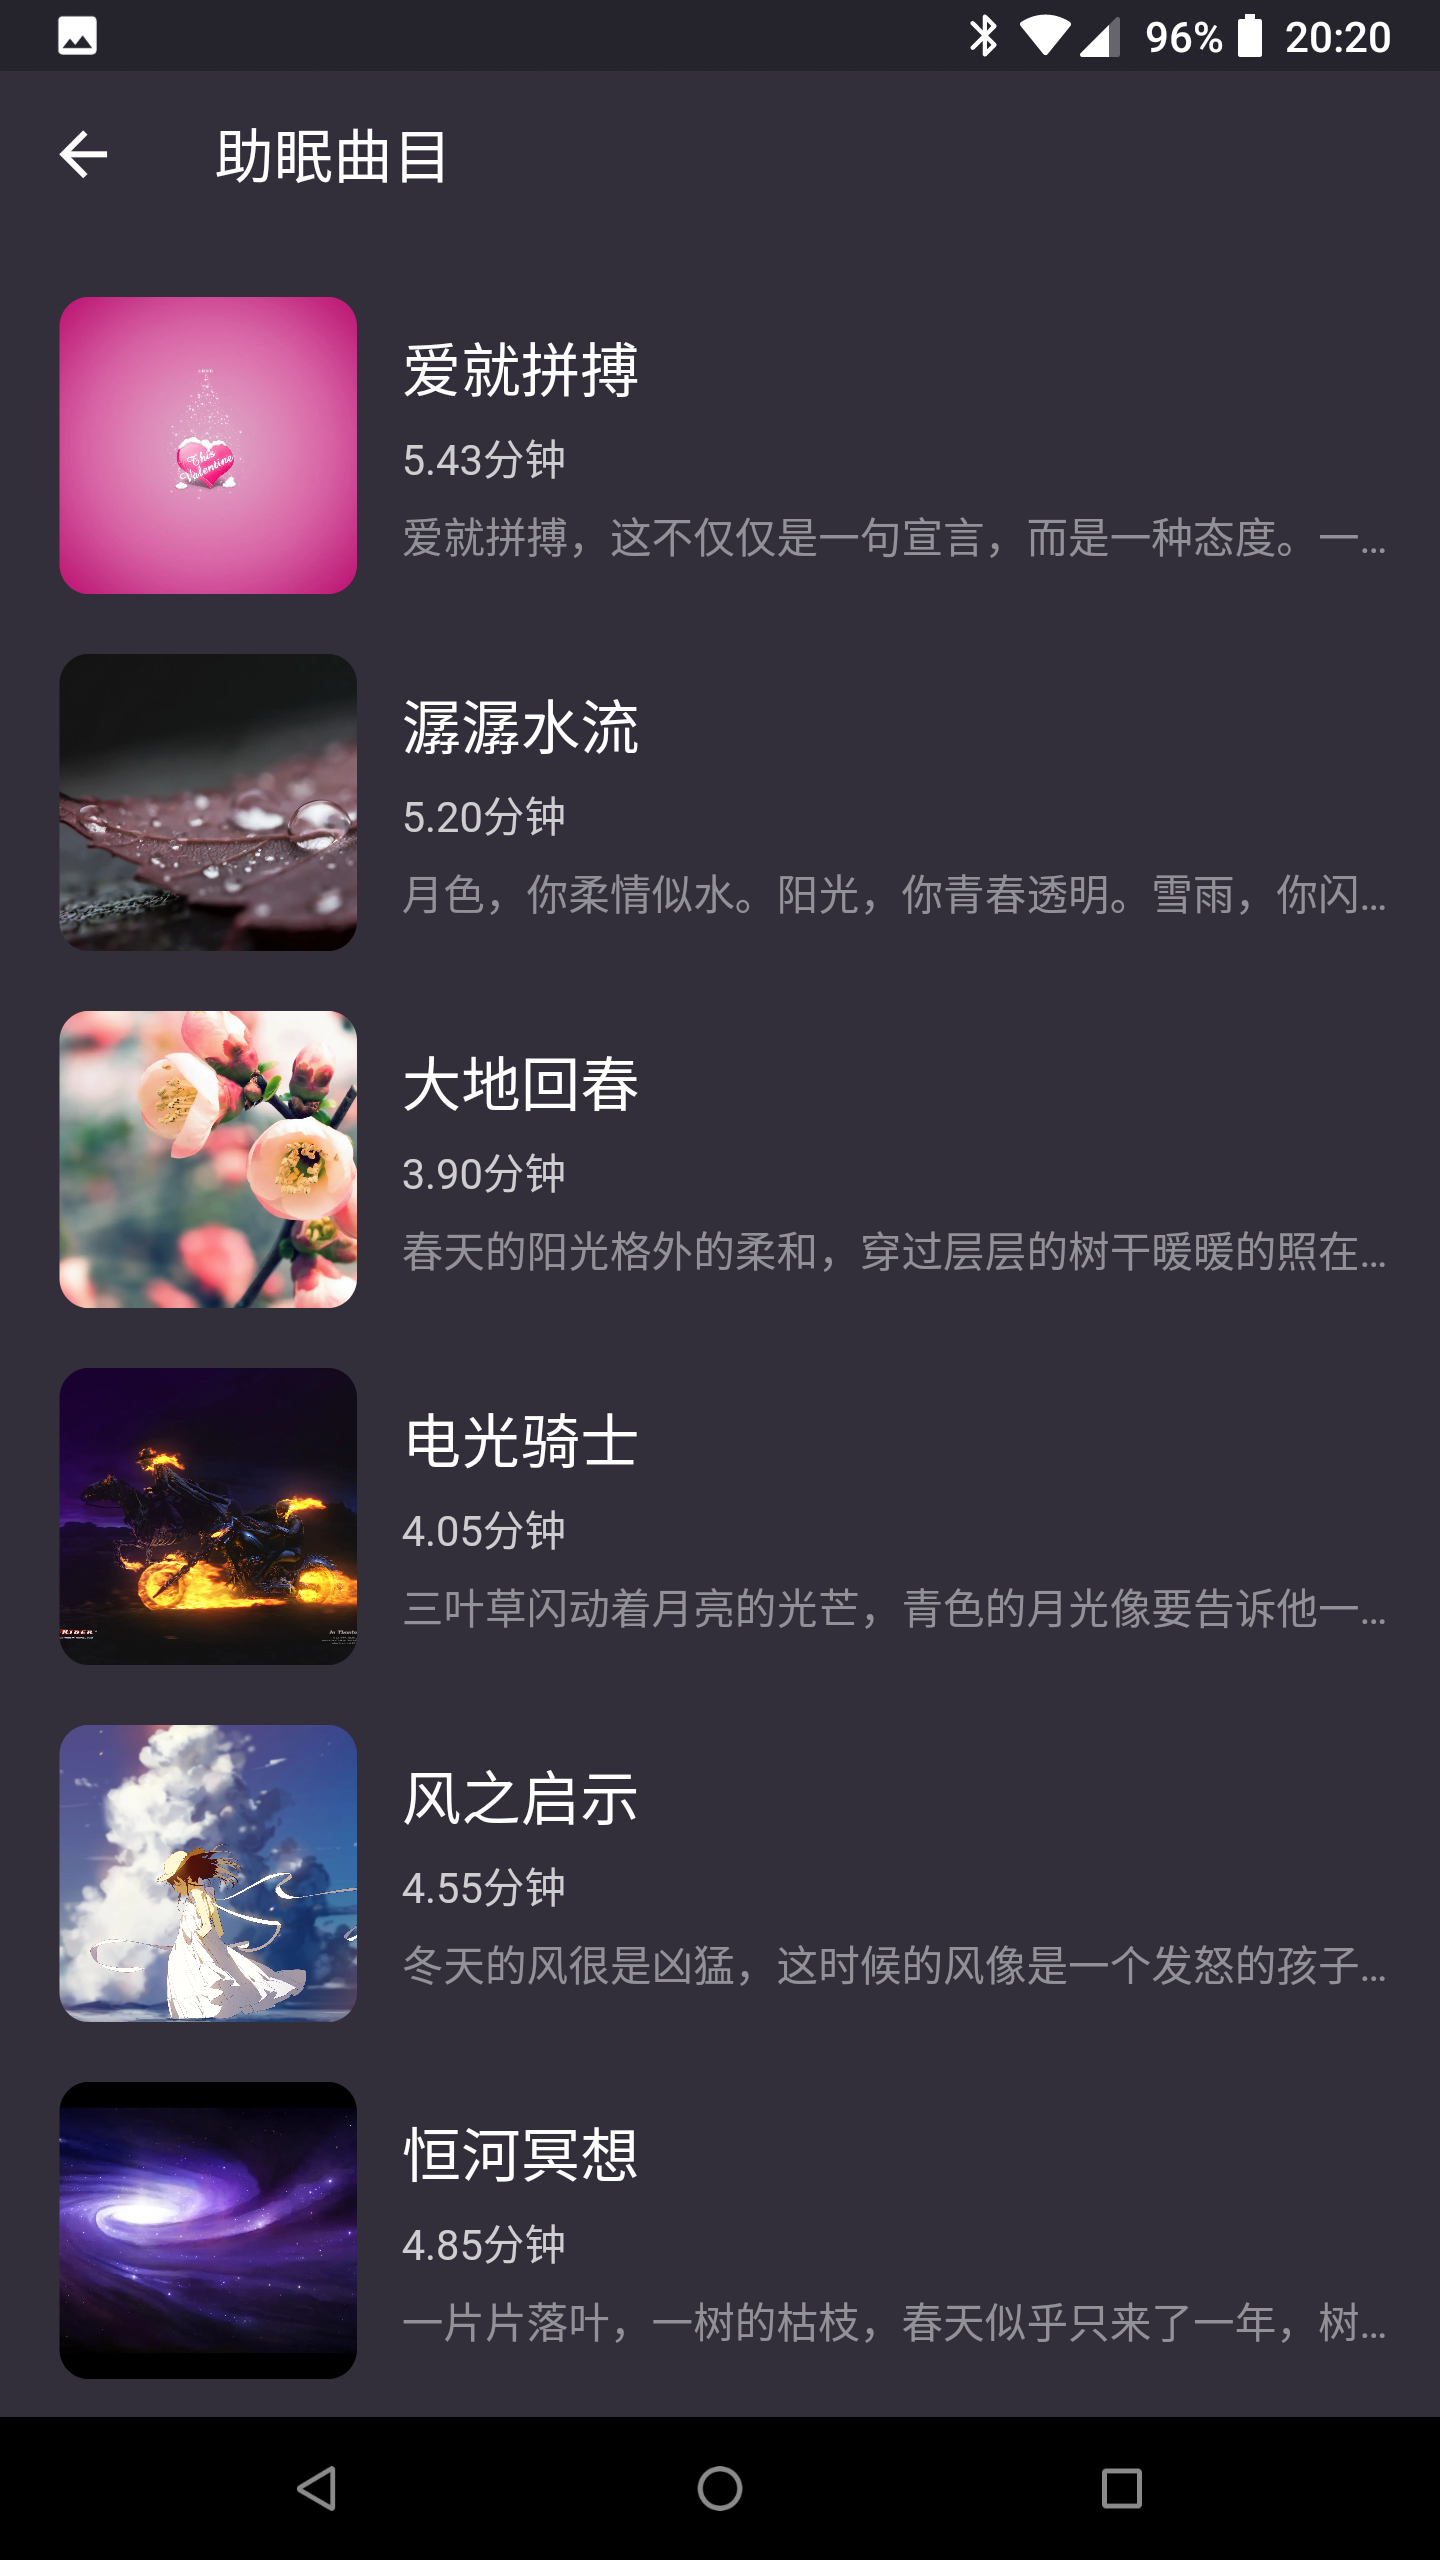 96% 20:20
助眠曲目
This
Valentine
爱就拼搏
5.43分钟
爱就拼搏，这不仅仅是一句宣言，而是一种态度。一...
潺潺水流
5.20分钟
月色，你柔情似水。阳光，你青春透明。雪雨，你闪...
大地回春
3.90分钟
春天的阳光格外的柔和，穿过层层的树干暖暖的照在...
电光骑士
4.05分钟
三叶草闪动着月亮的光芒，青色的月光像要告诉他一...
RIDER
风之启示
4.55分钟
冬天的风很是凶猛，这时候的风像是一个发怒的孩子...
恒河冥想
4.85分钟
一片片落叶，一树的枯枝，春天似乎只来了一年，树...